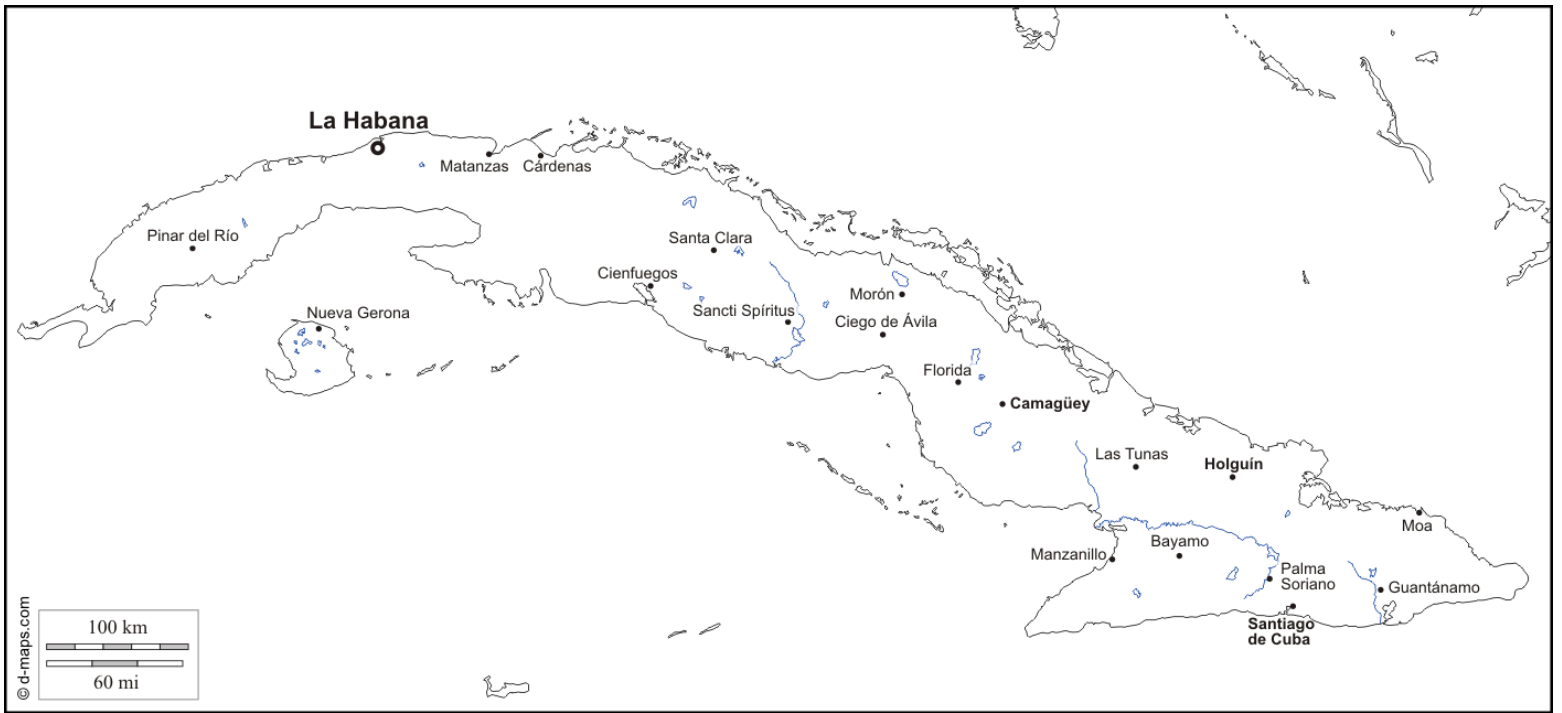 La Habana
Matanzas
Cárdenas
Pinar del Río
Santa Clara
Cienfuegos
Nueva Gerona
Morón
Sancti Spíritus
Ciego de Ávila
Florida
Camagüey
Las Tunas
Holguín
Moa
Bayamo
Manzanillo
Palma
Soriano
Guantánamo
Santiago
de Cuba
100 km
60 mi
© d-maps.com